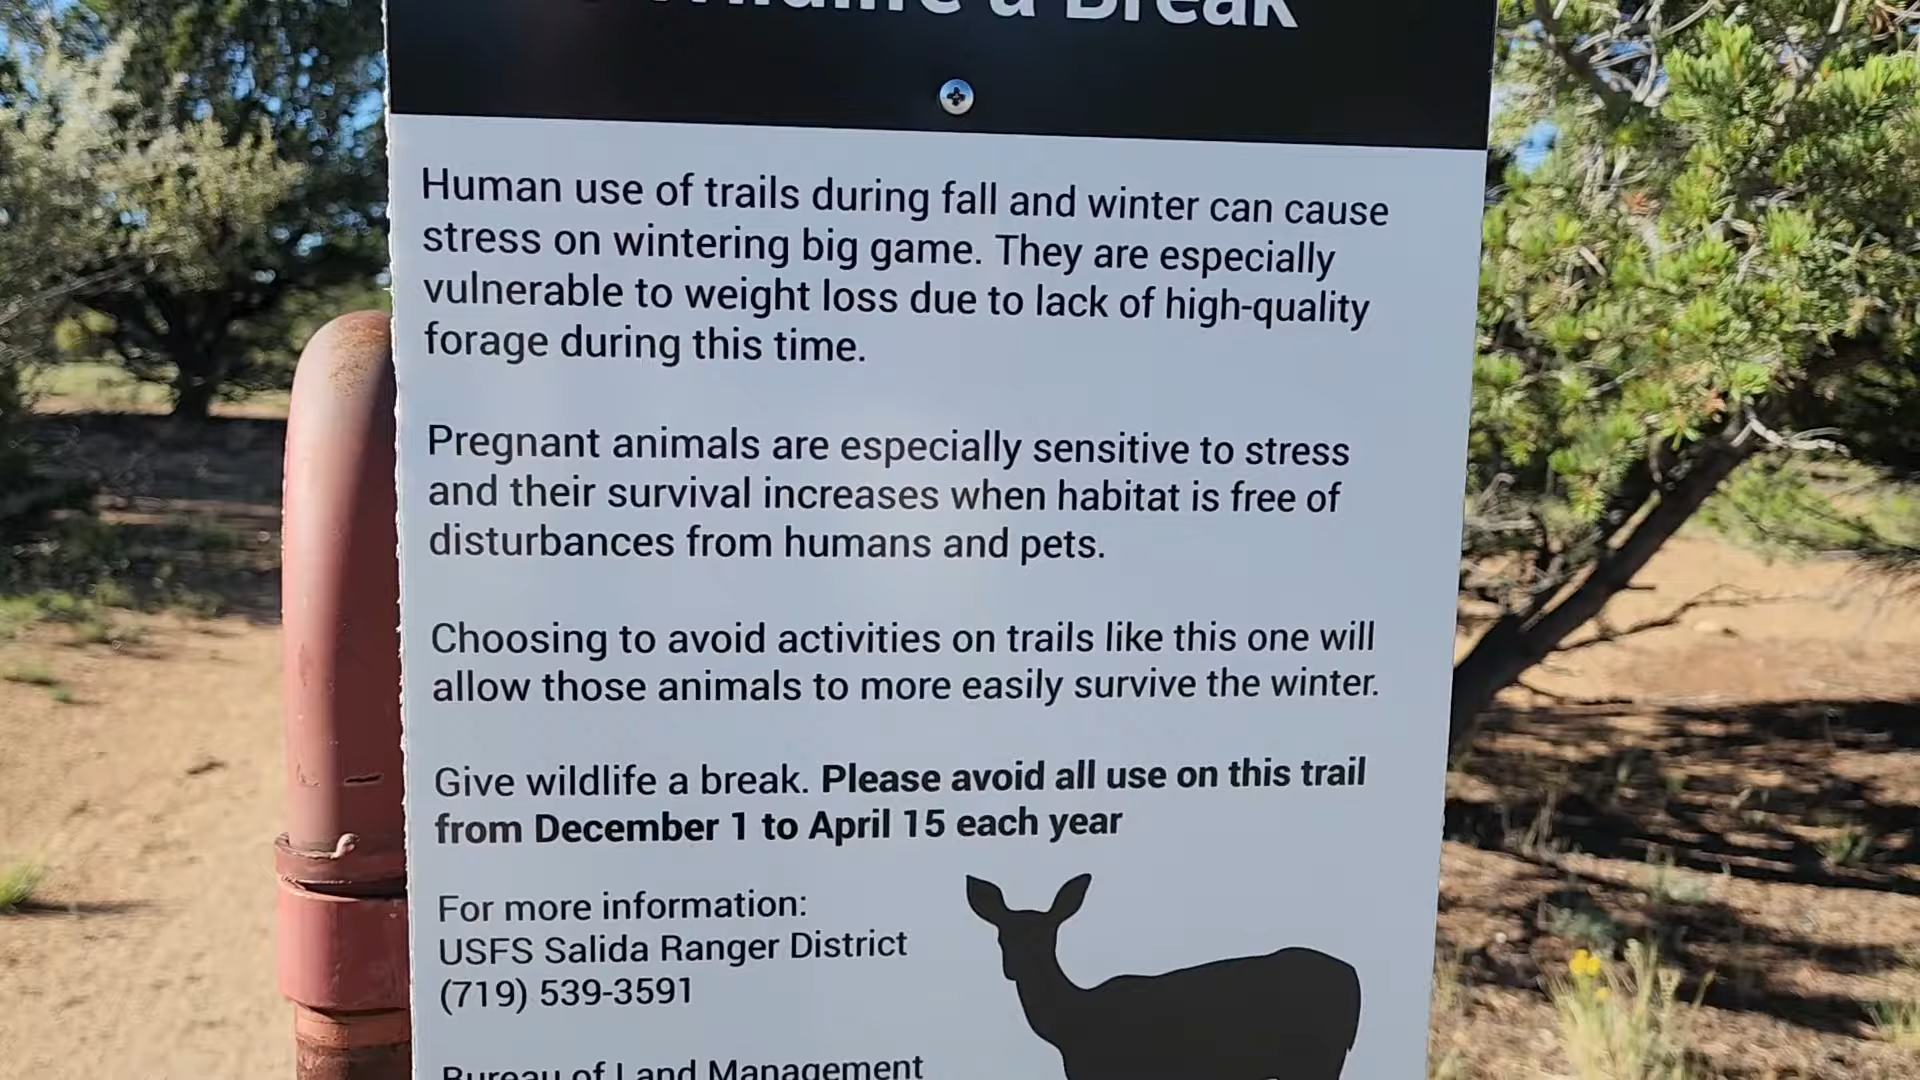 Wildlife a Break
Human use of trails during fall and winter can cause
stress on wintering big game. They are especially
vulnerable to weight loss due to lack of high-quality
forage during this time.
Pregnant animals are especially sensitive to stress
and their survival increases when habitat is free of
disturbances from humans and pets.
Choosing to avoid activities on trails like this one will
allow those animals to more easily survive the winter.
Give wildlife a break. Please avoid all use on this trail
from December 1 to April 15 each year
For more information:
USFS Salida Ranger District
(719) 539-3591
Bureau of Land Management